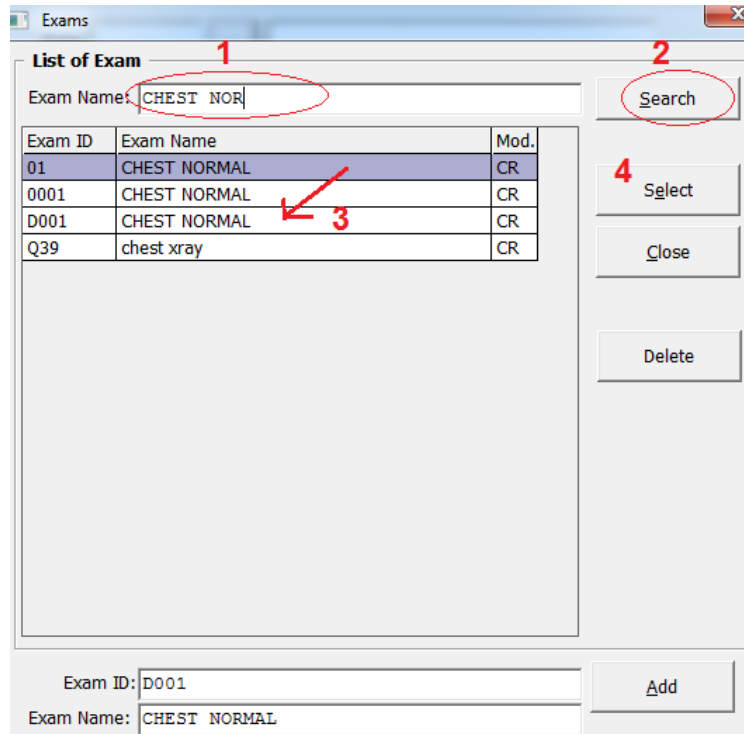 Exams
1
2
List of Exam
Exam Name: CHEST NOR
Search
Exam ID Exam Name Mod.
01 CHEST NORMAL CR
0001 CHEST NORMAL CR
D001 CHEST NORMAL CR
Q39 chest xray CR
3
4
Select
Close
Delete
Exam ID: D001
Add
Exam Name: CHEST NORMAL